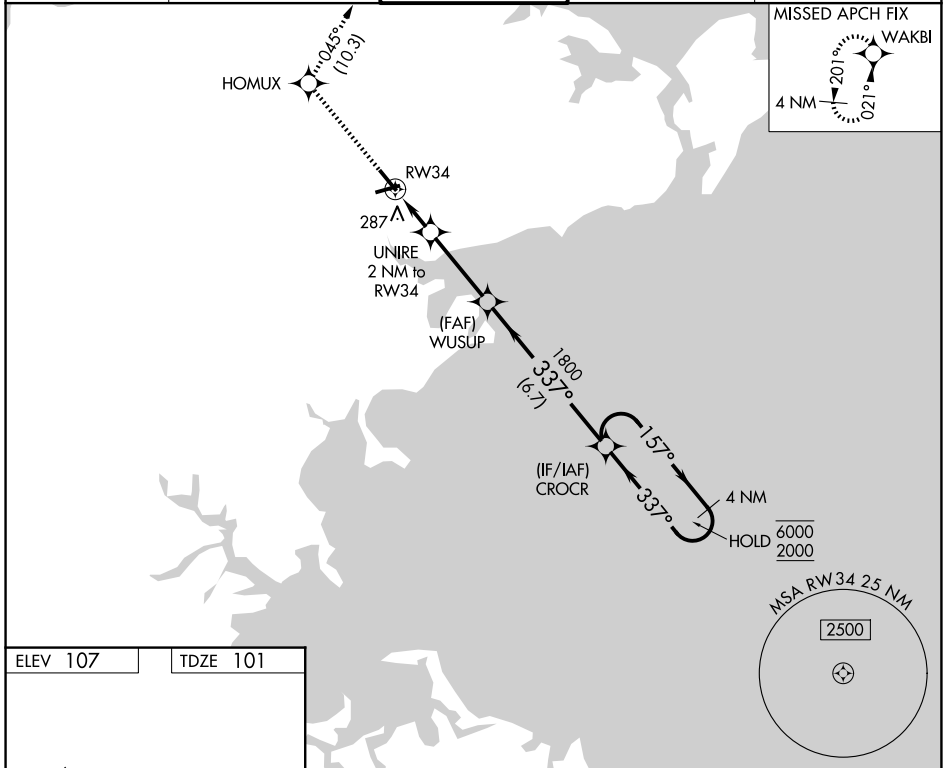 MISSED APCH FIX
WAKBI
201°
021°
4 NM
045°
(10.3)
HOMUX
RW34
287
UNIRE
2 NM to
RW34
(FAF)
WUSUP
1800
337°
(6.7)
(IF/IAF)
CROCR
157°
337°
4 NM
HOLD
6000
2000
MSA RW34 25 NM
2500
ELEV 107
TDZE 101